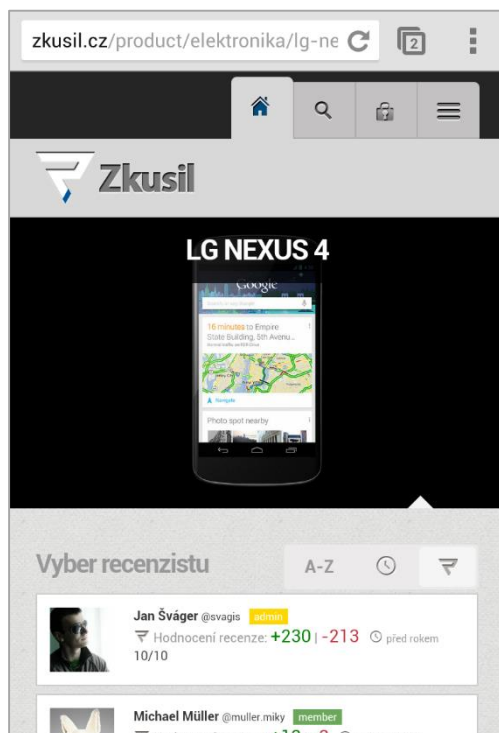 zkusil.cz/product/elektronika/lg-ne
2
Zkusil
LG NEXUS 4
Google
16 minutes to Empire
State Building, 5th Avenu...
Navigate
Photo spot nearby
Vyber recenzistu
A-Z
Jan Šváger @svagis admin
Hodnocení recenze: +230 | -213 před rokem
10/10
Michael Müller @muller.miky member